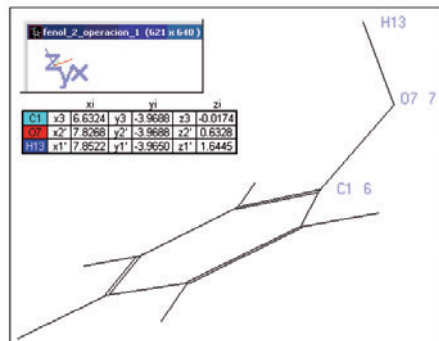 H13
fenol_2_operacion_1 (621 x 640)
z
yx
O7 7
xi yi zi
C1 x3 6.6324 y3 -3.9688 z3 -0.0174
O7 x2' 7.8268 y2' -3.9688 z2' 0.6328
H13 x1' 7.8522 y1' -3.9650 z1' 1.6445
C1 6